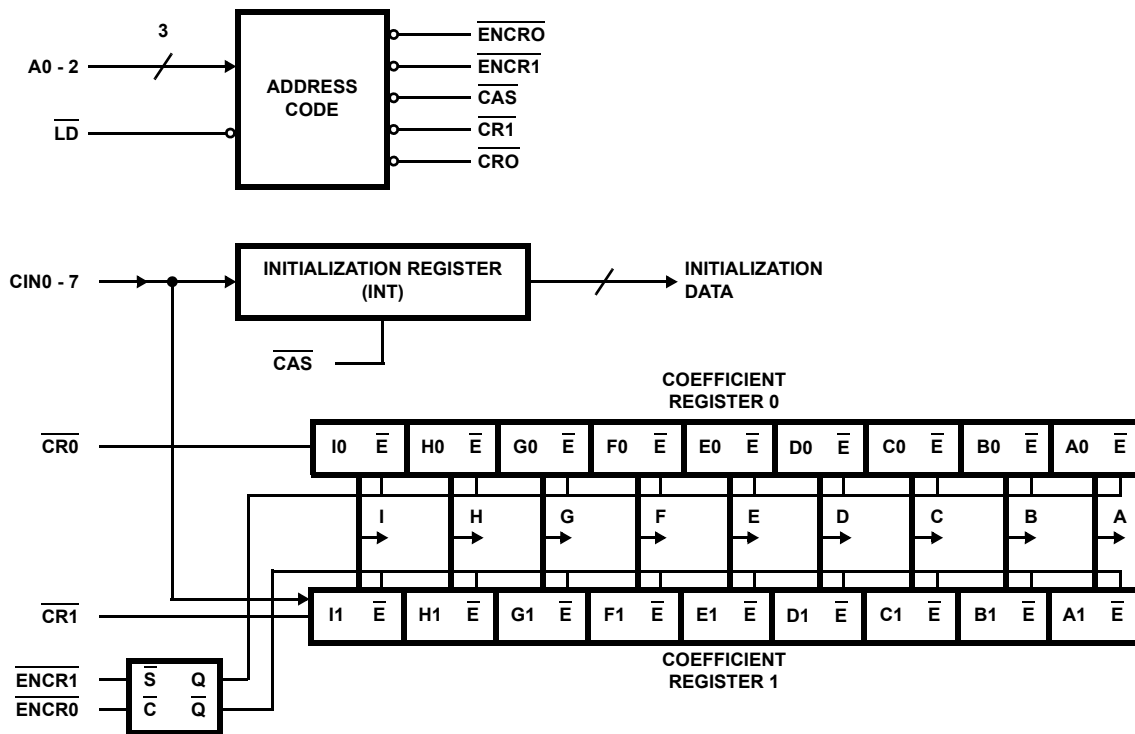 3
A0 - 2
LD
ADDRESS
CODE
ENCRO
ENCR1
CAS
CR1
CRO
CIN0 - 7
INITIALIZATION REGISTER
(INT)
INITIALIZATION
DATA
CAS
COEFFICIENT
REGISTER 0
CR0
I0 E H0 E G0 E F0 E E0 E D0 E C0 E B0 E A0 E
I H G F E D C B A
CR1
I1 E H1 E G1 E F1 E E1 E D1 E C1 E B1 E A1 E
COEFFICIENT
REGISTER 1
ENCR1
ENCR0
S Q
C Q